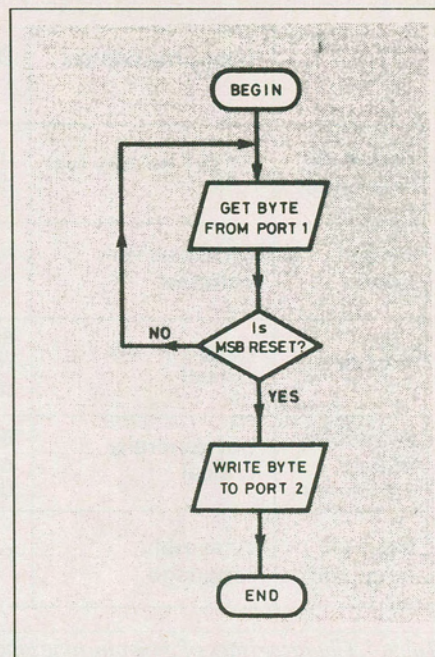 BEGIN
GET BYTE
FROM PORT 1
Is
MSB RESET?
NO
YES
WRITE BYTE
TO PORT 2
END